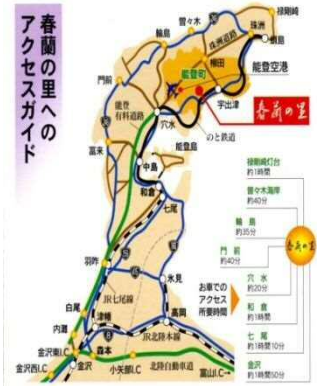 春蘭の里への
アクセスガイド
禄剛崎
曽々木
珠洲
輪島
珠洲道路
鵜島
柳田
能登空港
能登町
門前
宇出津
能登
有料道路
穴水
春蘭の里
のと鉄道
能登島
富来
中島
和倉
七尾
羽咋
氷見
JR七尾線
高岡
白尾
津幡
内灘
JR北陸本線
金沢東I.C
森本
金沢西I.C
金沢
小矢部I.C
北陸自動車道
富山I.C→
禄剛崎灯台
約1時間
曽々木海岸
約40分
輪島
約35分
門前
約40分
春蘭の里
お車での
アクセス
所要時間
穴水
約20分
和倉
約1時間
七尾
約1時間10分
金沢
約1時間50分